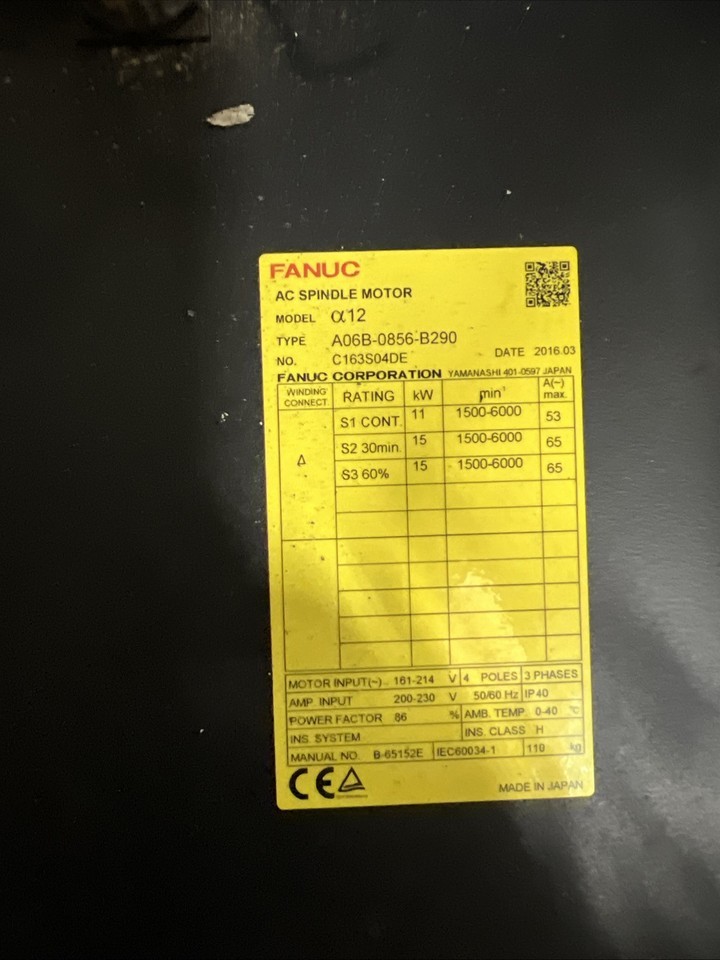 FANUC
AC SPINDLE MOTOR
MODEL α12
TYPE A06B-0856-B290
NO. C163S04DE DATE 2016.03
FANUC CORPORATION YAMANASHI 401-0597 JAPAN
WINDING CONNECT. RATING kW min⁻¹ A(~) max.
Δ
S1 CONT. 11 1500-6000 53
S2 30min. 15 1500-6000 65
S3 60% 15 1500-6000 65
MOTOR INPUT(~) 161-214 V 4 POLES 3 PHASES
AMP. INPUT 200-230 V 50/60 Hz IP40
POWER FACTOR 86 % AMB. TEMP. 0-40 ℃
INS. SYSTEM INS. CLASS H
MANUAL NO. B-65152E IEC60034-1 110 kg
CE
MADE IN JAPAN